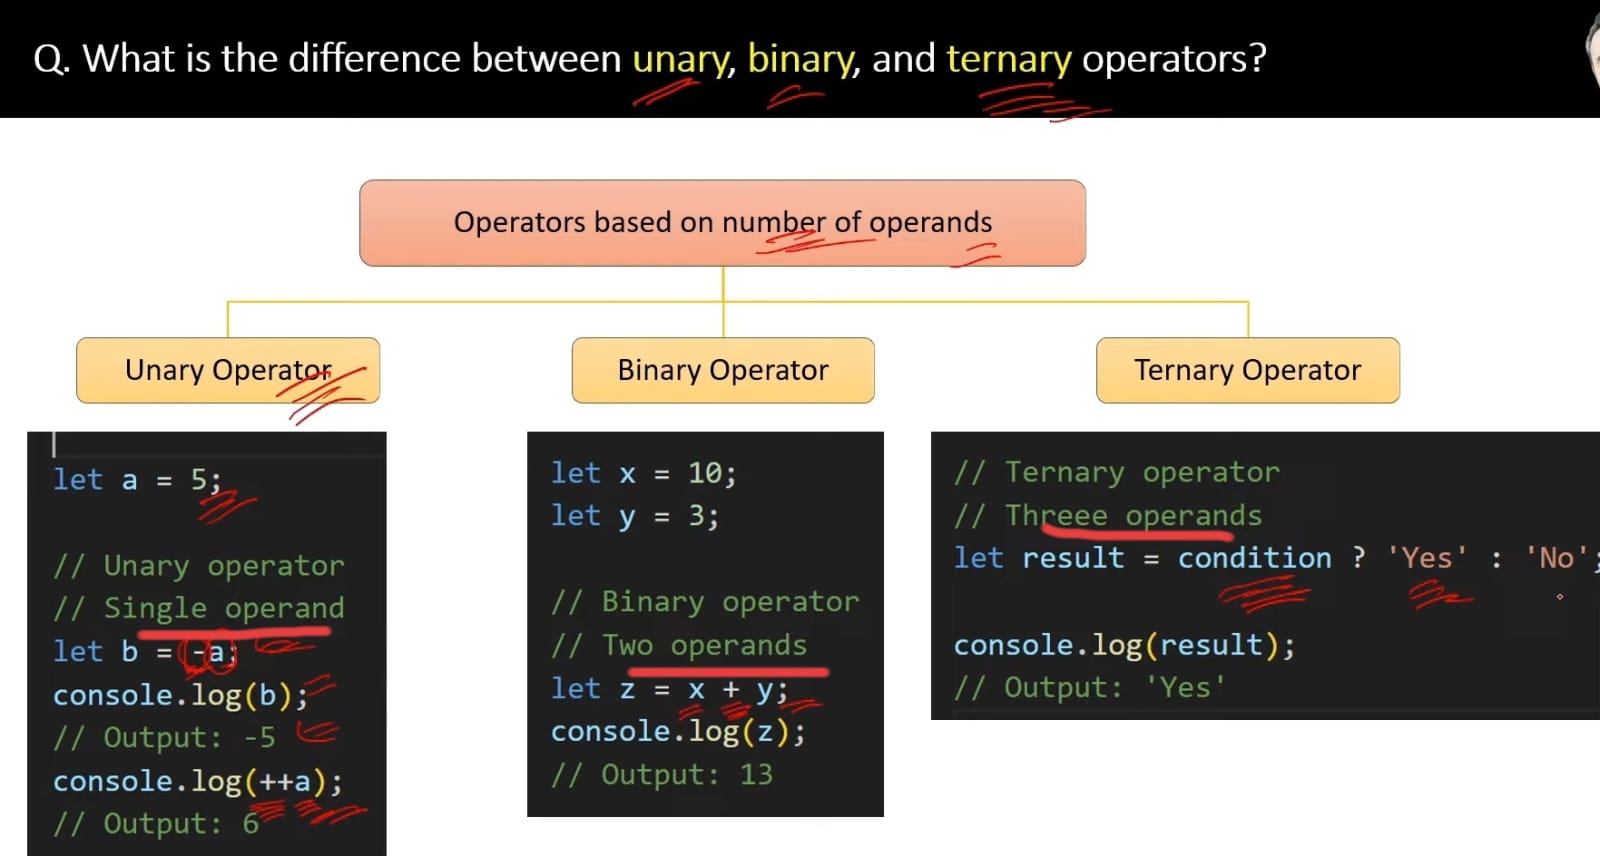 Q. What is the difference between unary, binary, and ternary operators?
Operators based on number of operands
Unary Operator
Binary Operator
Ternary Operator
let a = 5;
// Unary operator
// Single operand
let b = -a;
console.log(b);
// Output: -5
console.log(++a);
// Output: 6
let x = 10;
let y = 3;
// Binary operator
// Two operands
let z = x + y;
console.log(z);
// Output: 13
// Ternary operator
// Threee operands
let result = condition ? 'Yes' : 'No';
console.log(result);
// Output: 'Yes'